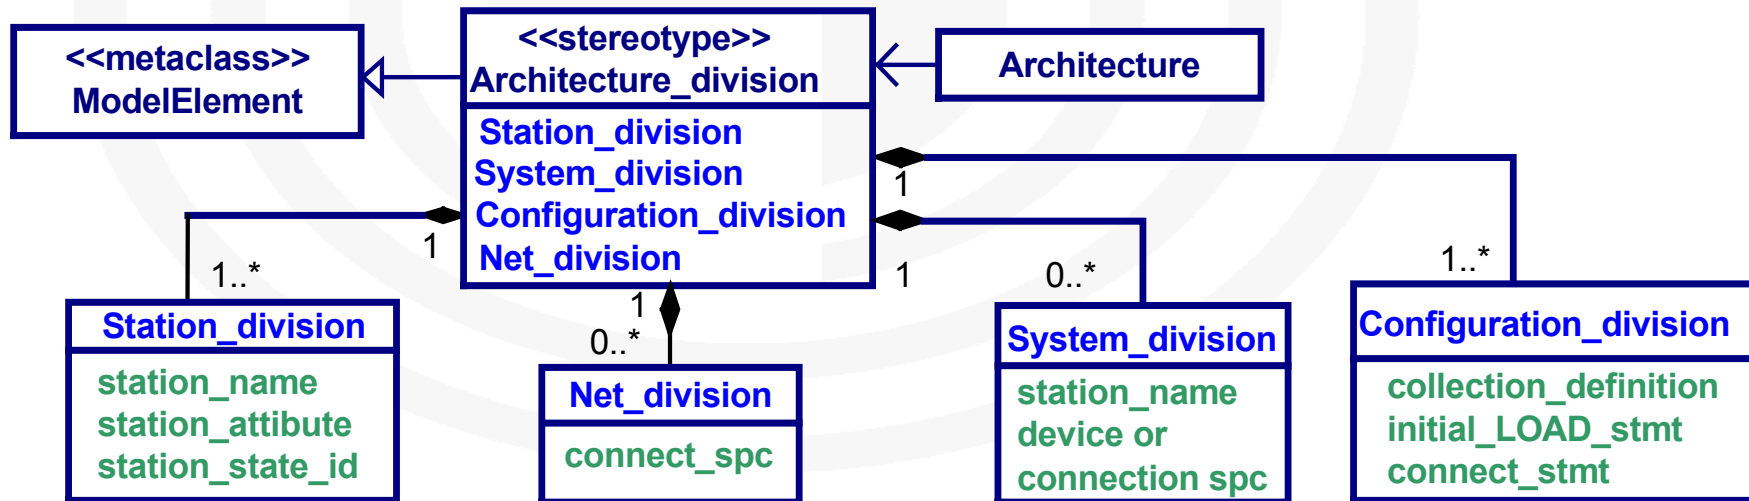 <<metaclass>>
ModelElement
<<stereotype>>
Architecture_division
Station_division
System_division
Configuration_division
Net_division
Architecture
1
1..*
1
0..*
1
0..*
1
1..*
Station_division
station_name
station_attibute
station_state_id
Net_division
connect_spc
System_division
station_name
device or
connection spc
Configuration_division
collection_definition
initial_LOAD_stmt
connect_stmt